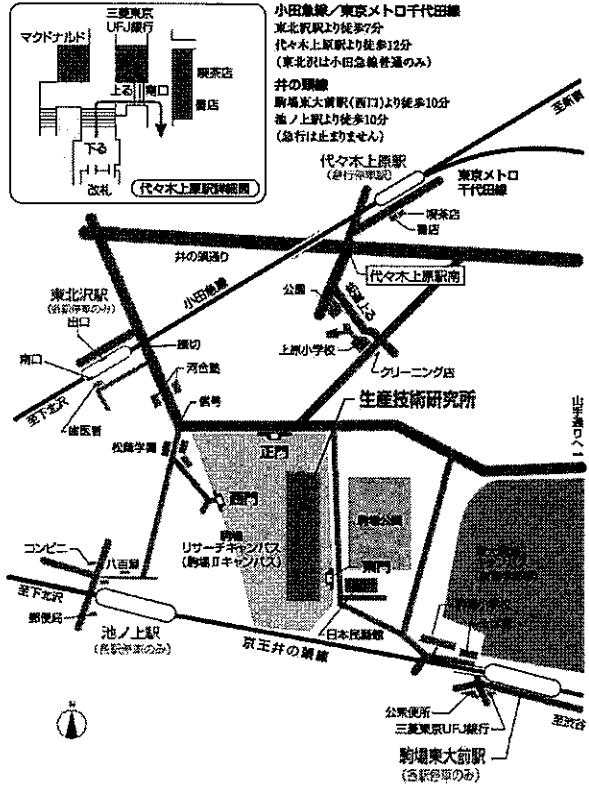 小田急線／東京メトロ千代田線
東北沢駅より徒歩7分
代々木上原駅より徒歩12分
(東北沢は小田急線普通のみ)
井の頭線
駒場東大前駅(西口)より徒歩10分
池ノ上駅より徒歩10分
(急行は止まりません)
三菱東京
UFJ銀行
マクドナルド
喫茶店
上る
南口
書店
下る
改札
代々木上原駅詳細図
至新宿
代々木上原駅
(急行停車駅)
東京メトロ
千代田線
喫茶店
書店
井の頭通り
代々木上原駅南
小田急線
公園
坂道上る
東北沢駅
(各駅停車のみ)
出口
踏切
南口
河合塾
上原小学校
クリーニング店
至下北沢
歯医者
信号
生産技術研究所
山手通りへ
松蔭学園
正門
西門
駒場
リサーチキャンパス
(駒場Ⅱキャンパス)
駒場公園
コンビニ
八百屋
東門
至下北沢
郵便局
池ノ上駅
(各駅停車のみ)
京王井の頭線
日本民藝館
公衆便所
三菱東京UFJ銀行
至渋谷
駒場東大前駅
(各駅停車のみ)
N